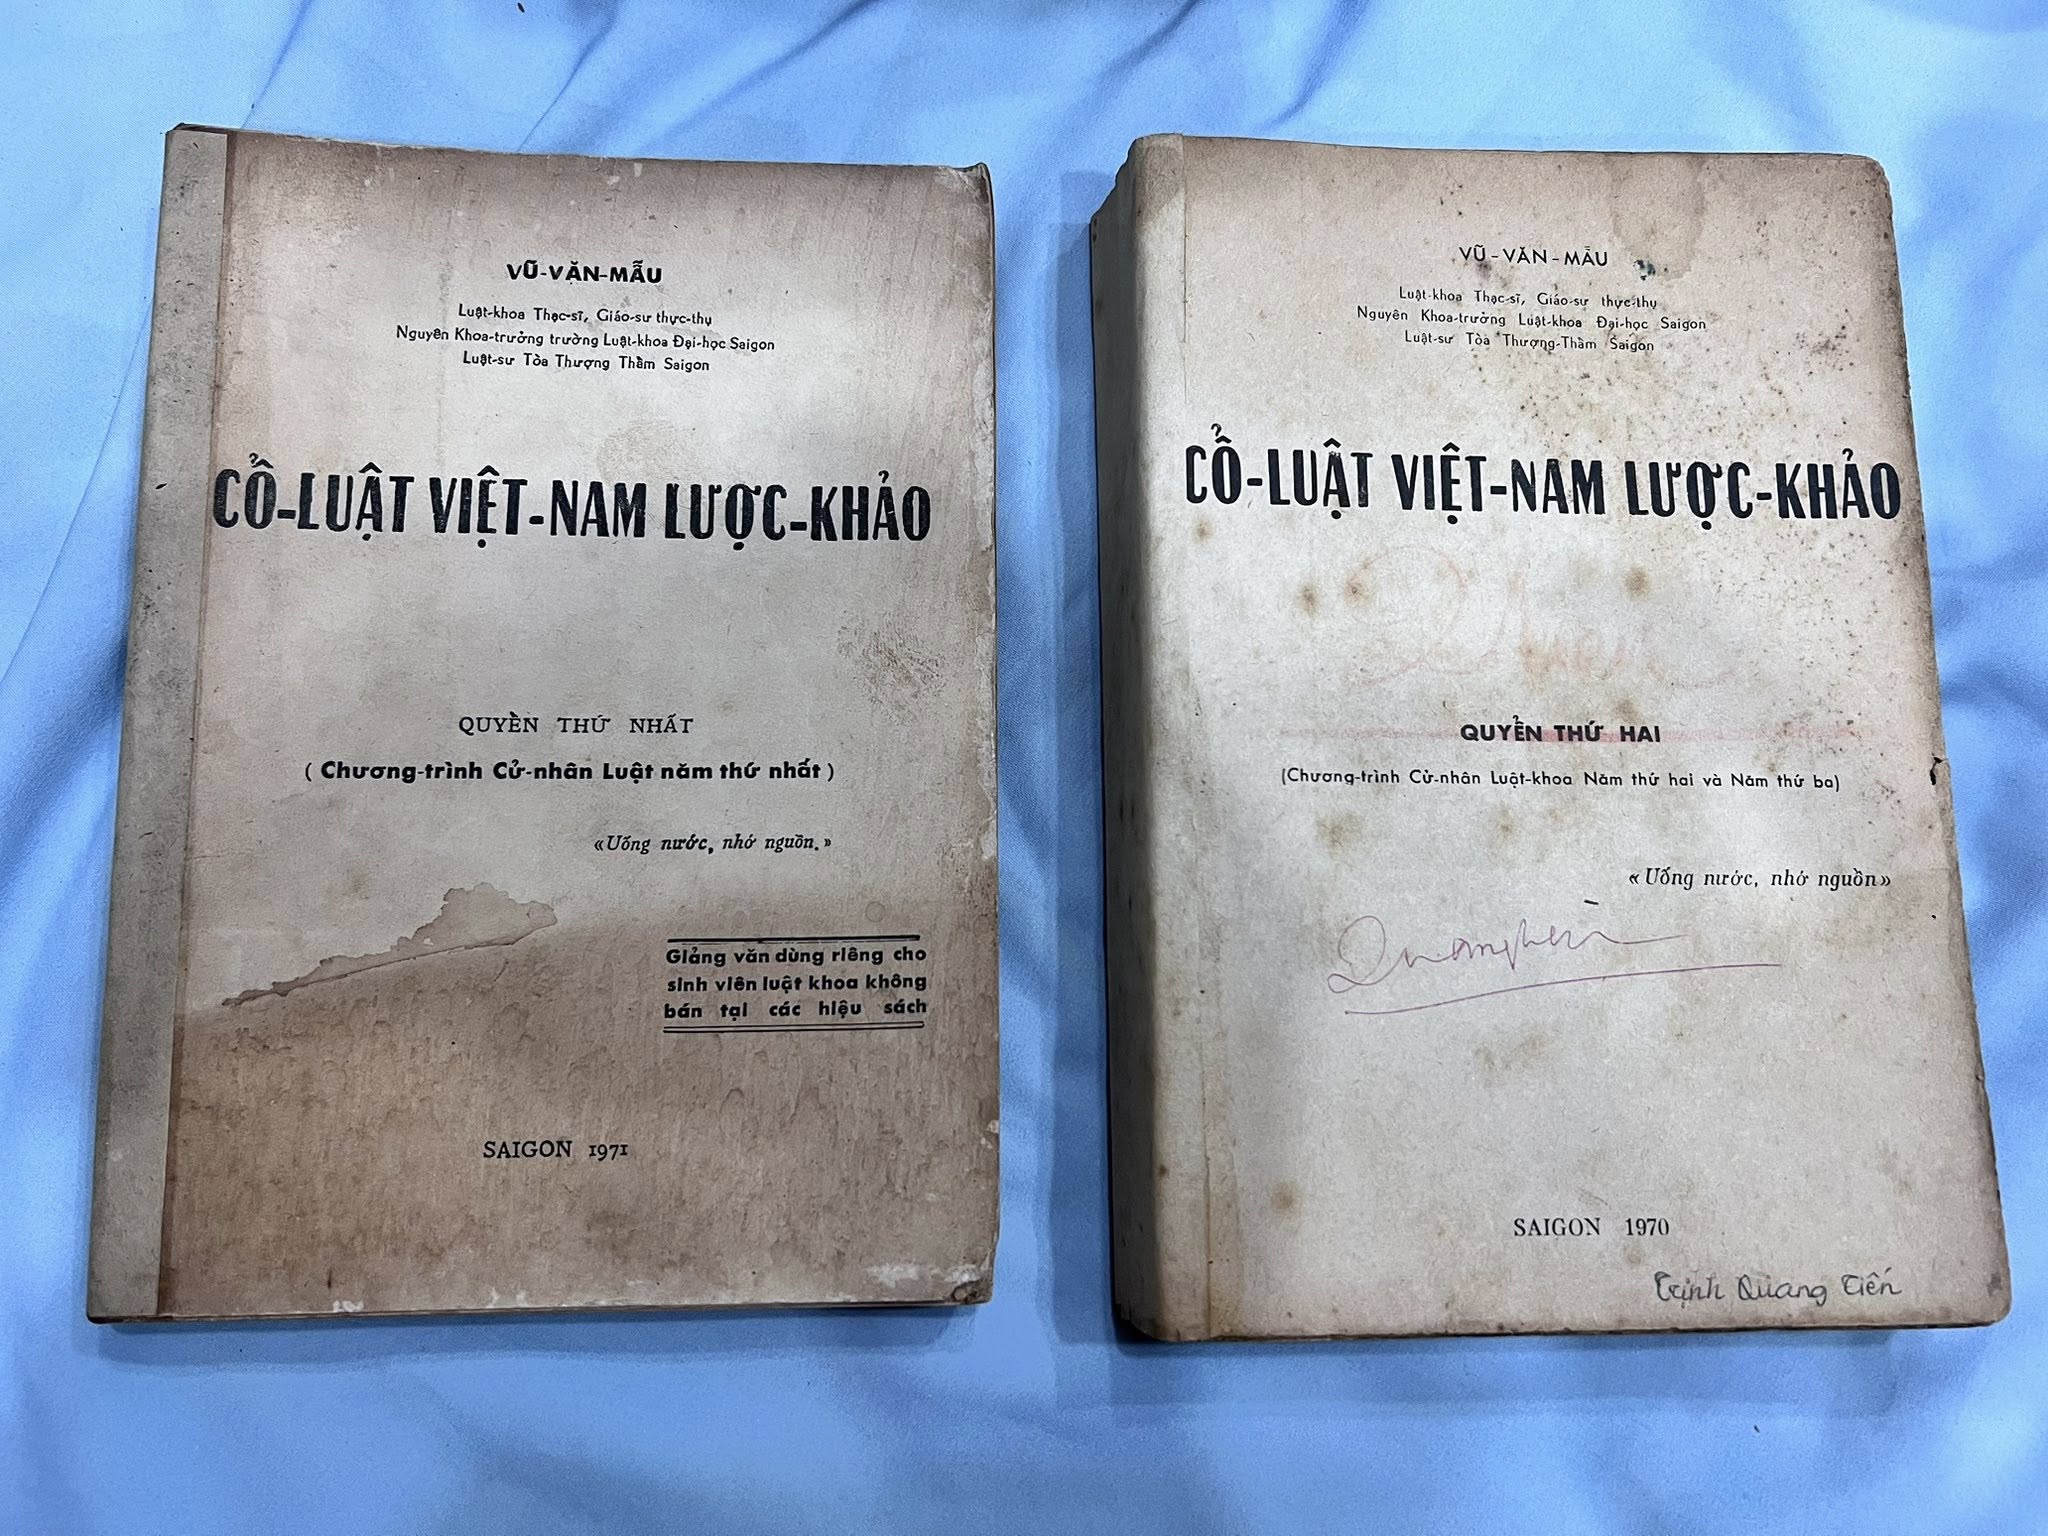 VŨ-VĂN-MẪU
Luật-khoa Thạc-sĩ, Giáo-sư thực-thụ
Nguyên Khoa-trưởng trường Luật-khoa Đại-học Saigon
Luật-sư Tòa Thượng Thẩm Saigon
CỔ-LUẬT VIỆT-NAM LƯỢC-KHẢO
QUYỂN THỨ NHẤT
( Chương-trình Cử-nhân Luật năm thứ nhất )
«Uống nước, nhớ nguồn.»
Giảng văn dùng riêng cho
sinh viên luật khoa không
bán tại các hiệu sách
SAIGON 1971
VŨ-VĂN-MẪU
Luật-khoa Thạc-sĩ, Giáo-sư thực-thụ
Nguyên Khoa-trưởng Luật-khoa Đại-học Saigon
Luật-sư Tòa Thượng-Thẩm Saigon
CỔ-LUẬT VIỆT-NAM LƯỢC-KHẢO
QUYỂN THỨ HAI
(Chương-trình Cử-nhân Luật-khoa Năm thứ hai và Năm thứ ba)
«Uống nước, nhớ nguồn»
SAIGON 1970
Trịnh Quang Tiến